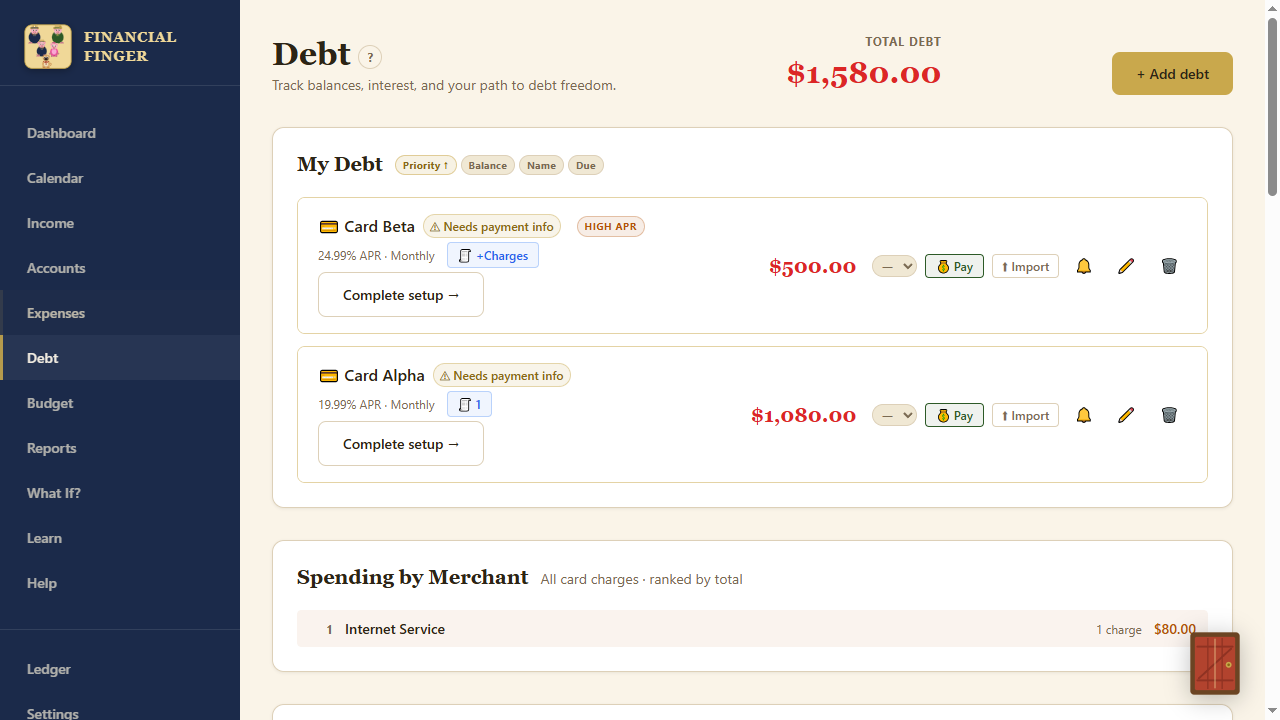 FINANCIAL
FINGER
Dashboard
Calendar
Income
Accounts
Expenses
Debt
Budget
Reports
What If?
Learn
Help
Ledger
Settings
Debt ?
Track balances, interest, and your path to debt freedom.
TOTAL DEBT
$1,580.00
+ Add debt
My Debt Priority ↑ Balance Name Due
Card Beta ⚠ Needs payment info HIGH APR
24.99% APR · Monthly +Charges
Complete setup →
$500.00 — Pay ⬆ Import
Card Alpha ⚠ Needs payment info
19.99% APR · Monthly 1
Complete setup →
$1,080.00 — Pay ⬆ Import
Spending by Merchant All card charges · ranked by total
1 Internet Service 1 charge $80.00